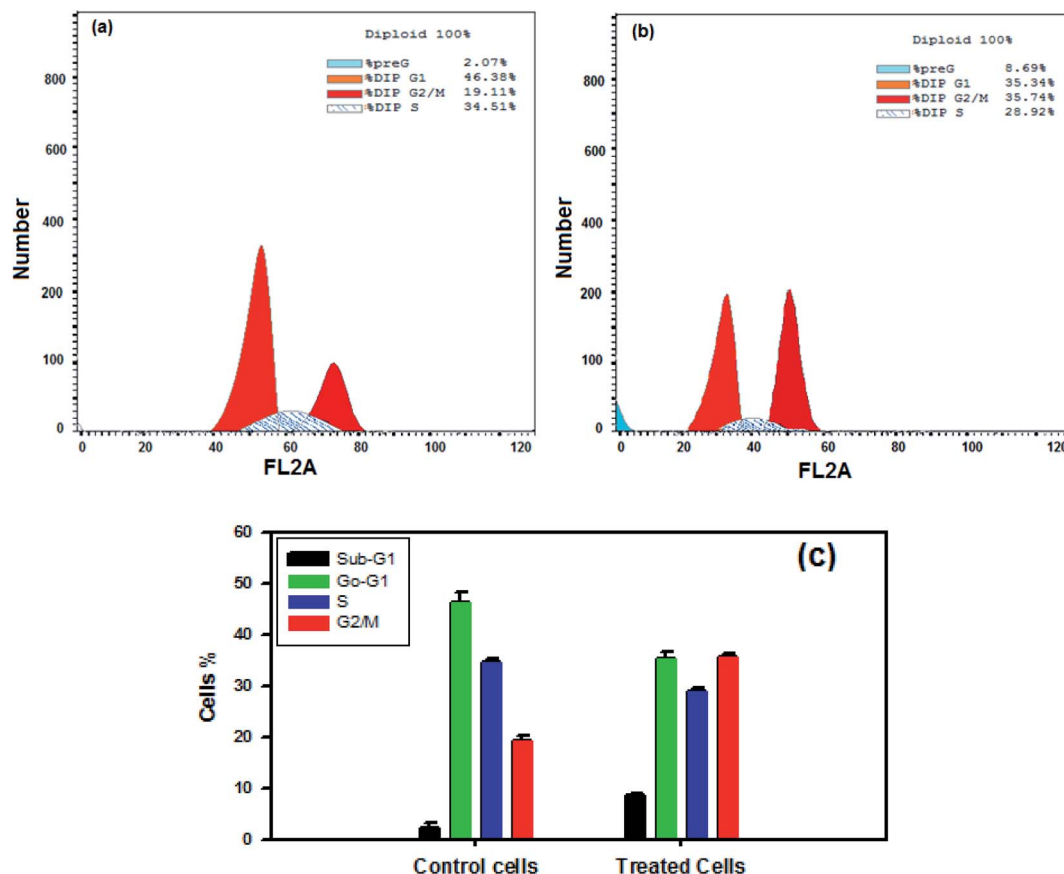 (a)
Diploid 100%
%preG 2.07%
%DIP G1 46.38%
%DIP G2/M 19.11%
%DIP S 34.51%
800
600
400
200
100
0
Number
0 20 40 60 80 100 120
FL2A
(b)
Diploid 100%
%preG 8.69%
%DIP G1 35.34%
%DIP G2/M 35.74%
%DIP S 28.92%
800
600
400
200
100
0
Number
0 20 40 60 80 100 120
FL2A
(c)
Sub-G1
Go-G1
S
G2/M
60
50
40
30
20
10
0
Cells %
Control cells Treated Cells